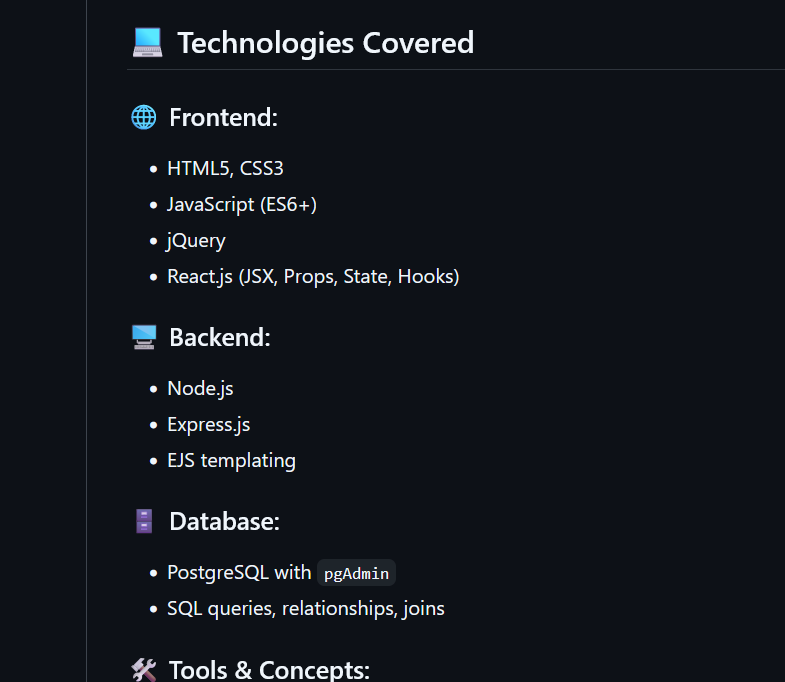 Technologies Covered
Frontend:
HTML5, CSS3
JavaScript (ES6+)
jQuery
React.js (JSX, Props, State, Hooks)
Backend:
Node.js
Express.js
EJS templating
Database:
PostgreSQL with pgAdmin
SQL queries, relationships, joins
Tools & Concepts: